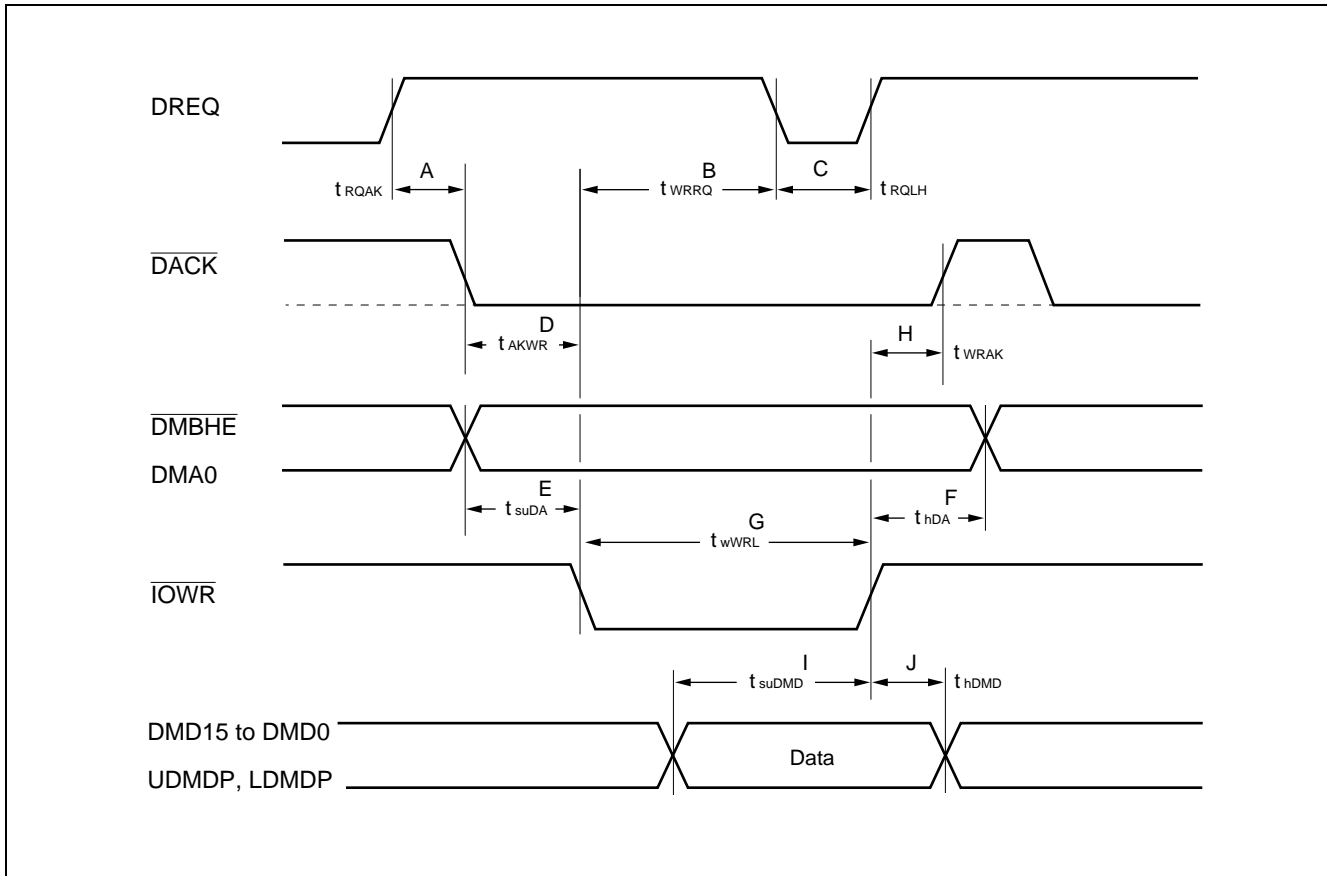 DREQ
A
B
C
t RQAK
t WRRQ
t RQLH
DACK
D
t AKWR
H
t WRAK
DMBHE
DMA0
E
t suDA
F
t hDA
G
t wWRL
IOWR
I
t suDMD
J
t hDMD
DMD15 to DMD0
Data
UDMDP, LDMDP